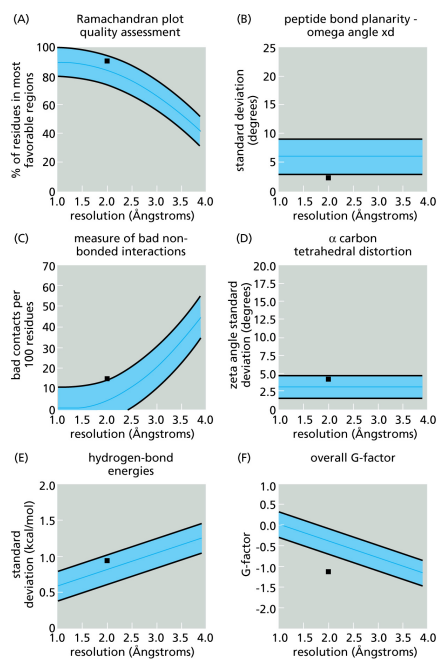 (A)
Ramachandran plot
quality assessment
% of residues in most
favorable regions
100
80
60
40
20
0
1.0 1.5 2.0 2.5 3.0 3.5 4.0
resolution (Ångstroms)
(B)
peptide bond planarity -
omega angle xd
standard deviation
(degrees)
25
20
15
10
5
0
1.0 1.5 2.0 2.5 3.0 3.5 4.0
resolution (Ångstroms)
(C)
measure of bad non-
bonded interactions
bad contacts per
100 residues
70
60
50
40
30
20
10
0
1.0 1.5 2.0 2.5 3.0 3.5 4.0
resolution (Ångstroms)
(D)
α carbon
tetrahedral distortion
zeta angle standard
deviation (degrees)
20.0
17.5
15.0
12.5
10.0
7.5
5.0
2.5
0
1.0 1.5 2.0 2.5 3.0 3.5 4.0
resolution (Ångstroms)
(E)
hydrogen-bond
energies
standard
deviation (kcal/mol)
2.0
1.5
1.0
0.5
0
1.0 1.5 2.0 2.5 3.0 3.5 4.0
resolution (Ångstroms)
(F)
overall G-factor
G-factor
1.0
0.5
0.0
-0.5
-1.0
-1.5
-2.0
1.0 1.5 2.0 2.5 3.0 3.5 4.0
resolution (Ångstroms)